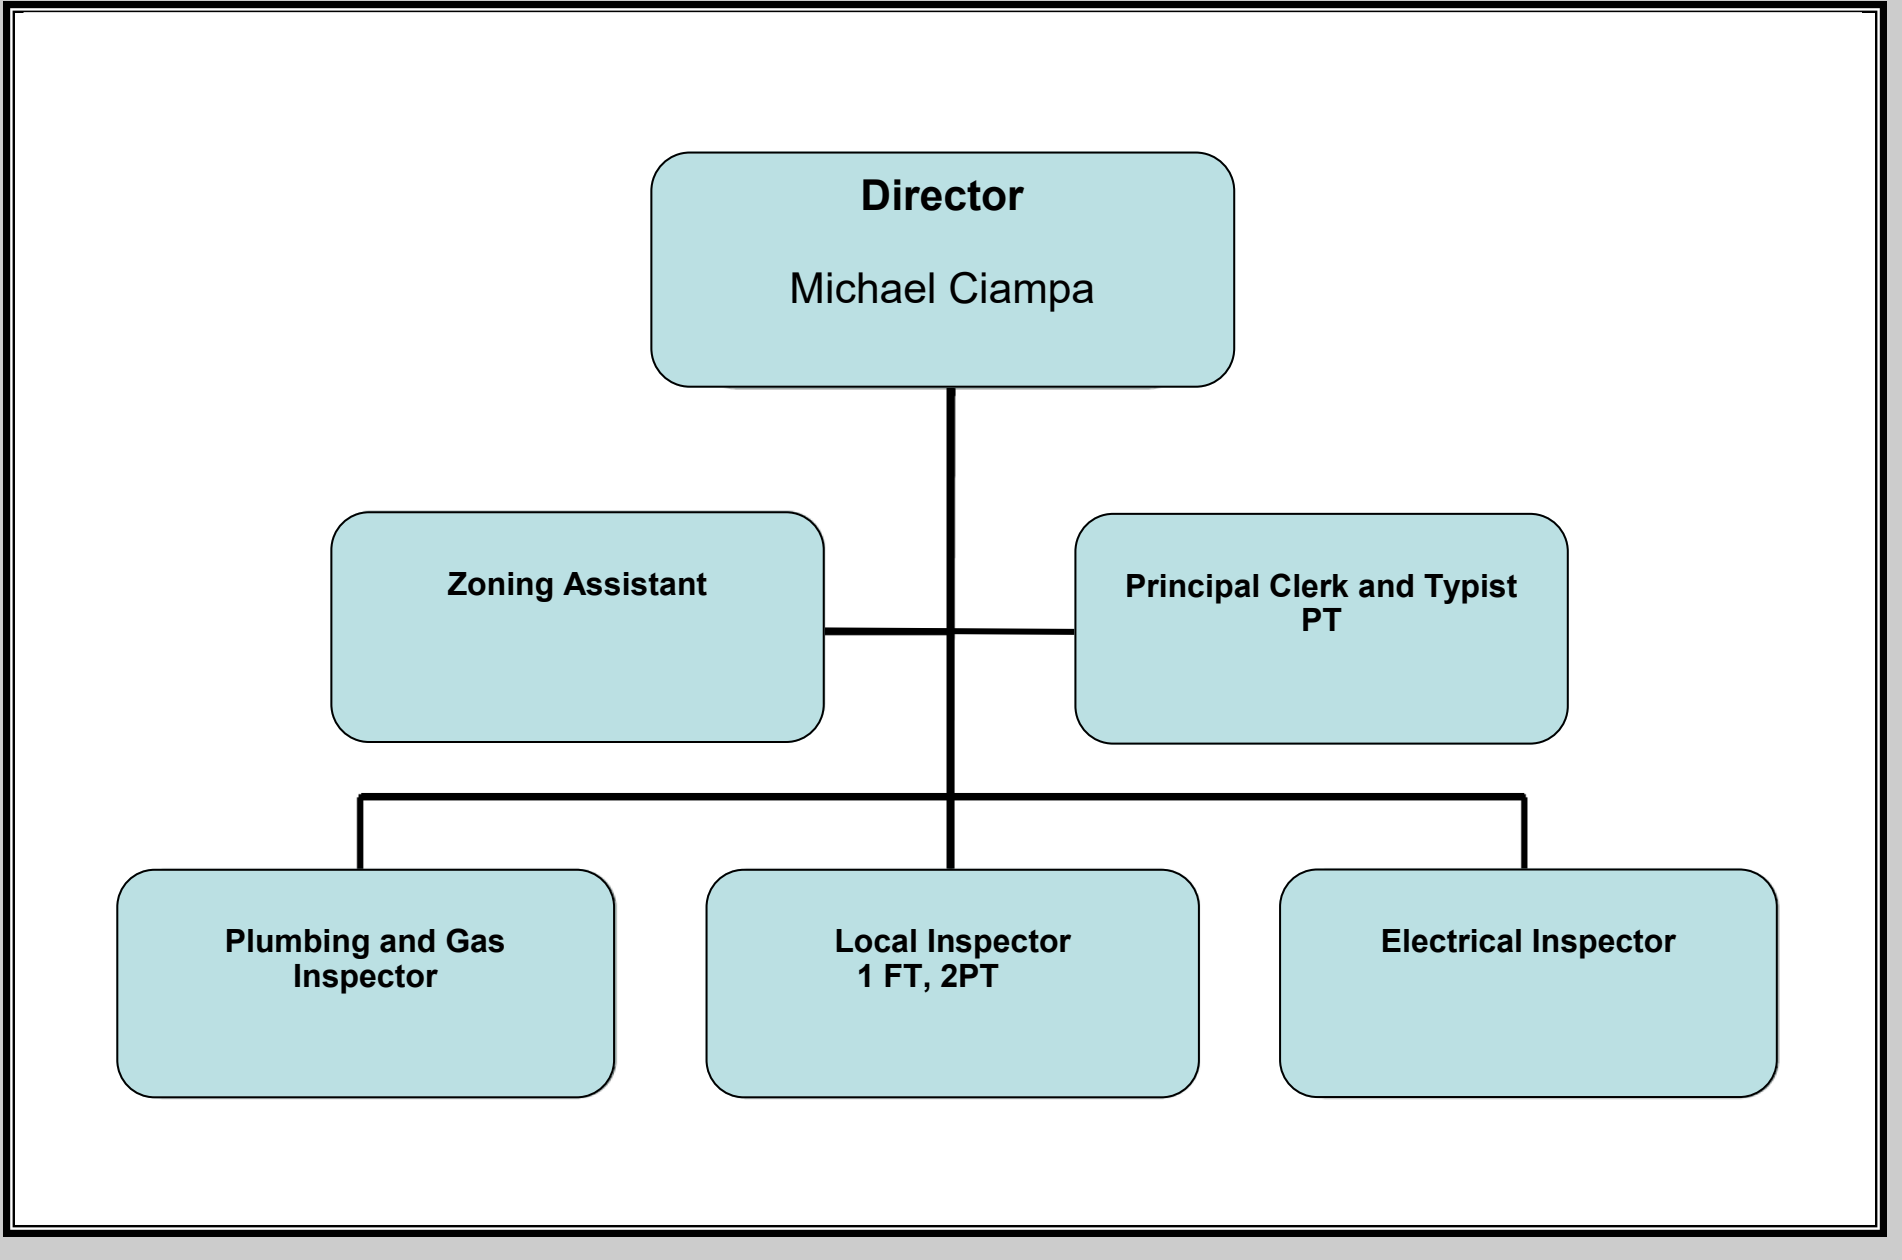 Director
Michael Ciampa
Zoning Assistant
Principal Clerk and Typist
PT
Plumbing and Gas
Inspector
Local Inspector
1 FT, 2PT
Electrical Inspector